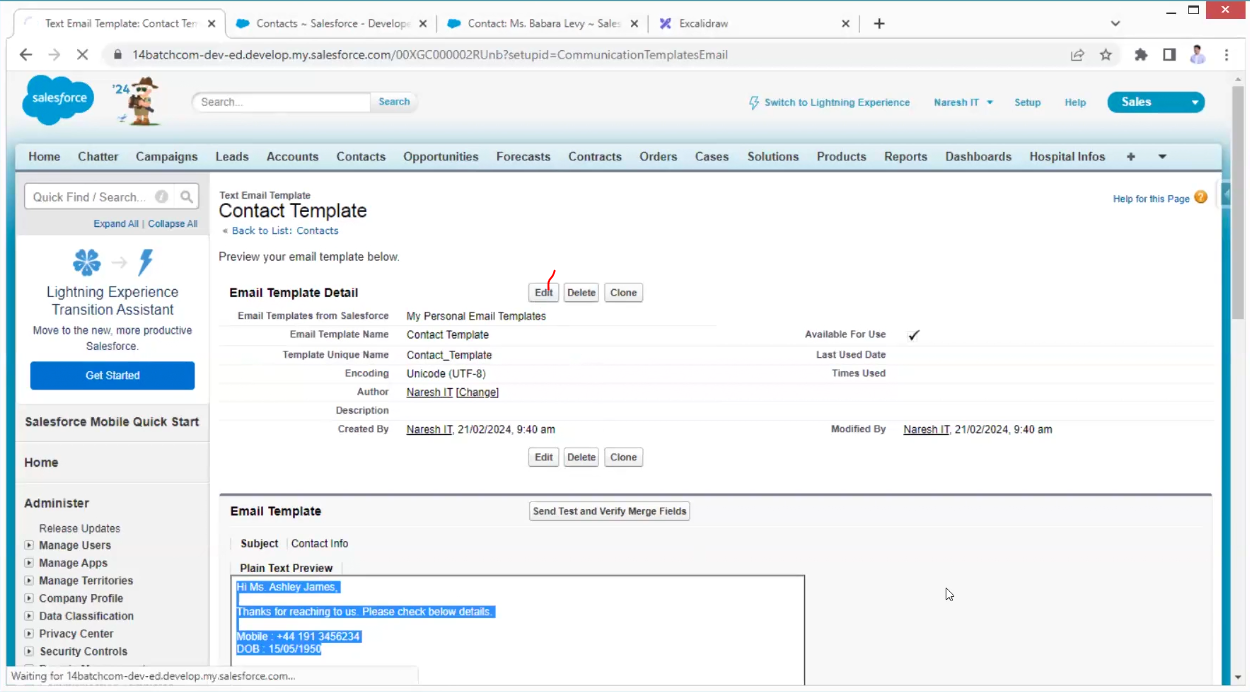 Text Email Template: Contact Tem
Contacts ~ Salesforce - Develope
Contact: Ms. Babara Levy ~ Sales
Excalidraw
14batchcom-dev-ed.develop.my.salesforce.com/00XGC000002RUnb?setupid=CommunicationTemplatesEmail
salesforce
'24
Search...
Search
Switch to Lightning Experience
Naresh IT
Setup
Help
Sales
Home Chatter Campaigns Leads Accounts Contacts Opportunities Forecasts Contracts Orders Cases Solutions Products Reports Dashboards Hospital Infos +
Quick Find / Search...
Expand All | Collapse All
Lightning Experience
Transition Assistant
Move to the new, more productive
Salesforce.
Get Started
Salesforce Mobile Quick Start
Home
Administer
Release Updates
Manage Users
Manage Apps
Manage Territories
Company Profile
Data Classification
Privacy Center
Security Controls
Text Email Template
Contact Template
« Back to List: Contacts
Help for this Page ?
Preview your email template below.
Email Template Detail
Edit Delete Clone
Email Templates from Salesforce My Personal Email Templates
Email Template Name Contact Template Available For Use ✓
Template Unique Name Contact_Template Last Used Date
Encoding Unicode (UTF-8) Times Used
Author Naresh IT [Change]
Description
Created By Naresh IT, 21/02/2024, 9:40 am Modified By Naresh IT, 21/02/2024, 9:40 am
Edit Delete Clone
Email Template
Send Test and Verify Merge Fields
Subject Contact Info
Plain Text Preview
Hi Ms. Ashley James,
Thanks for reaching to us. Please check below details.
Mobile : +44 191 3456234
DOB : 15/05/1950
Waiting for 14batchcom-dev-ed.develop.my.salesforce.com...